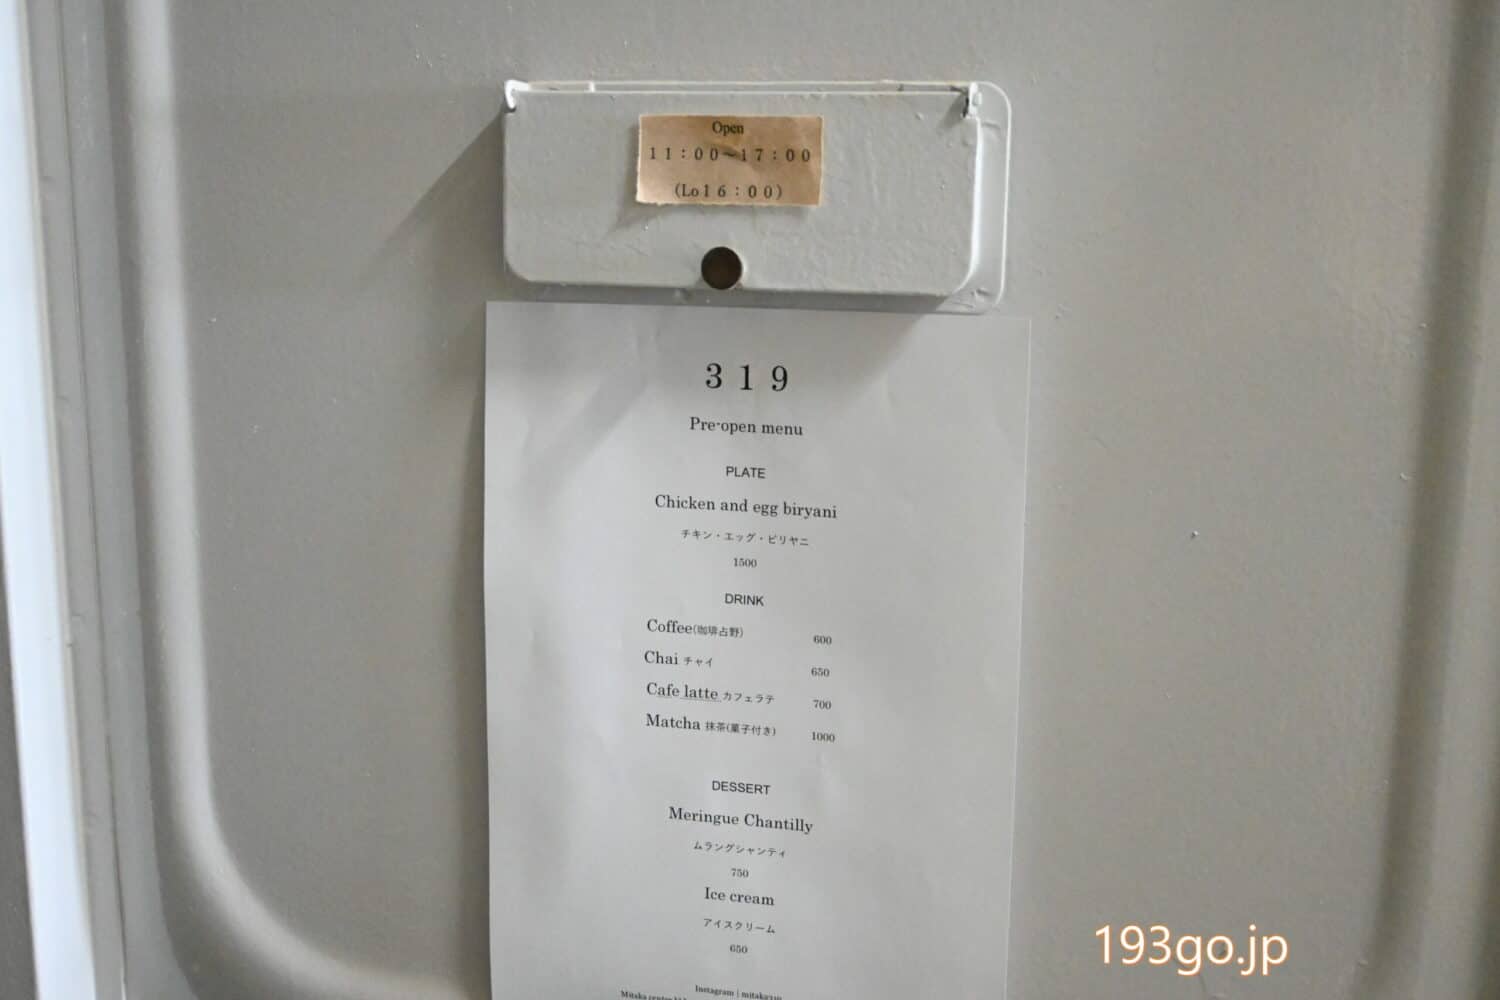 Open
11:00~17:00
(Lo16:00)
319
Pre-open menu
PLATE
Chicken and egg biryani
チキン・エッグ・ビリヤニ
1500
DRINK
Coffee(珈琲占野) 600
Chai チャイ 650
Cafe latte カフェラテ 700
Matcha 抹茶(菓子付き) 1000
DESSERT
Meringue Chantilly
ムラングシャンティ
750
Ice cream
アイスクリーム
650
Instagram | mitaka319
Mitaka
193go.jp